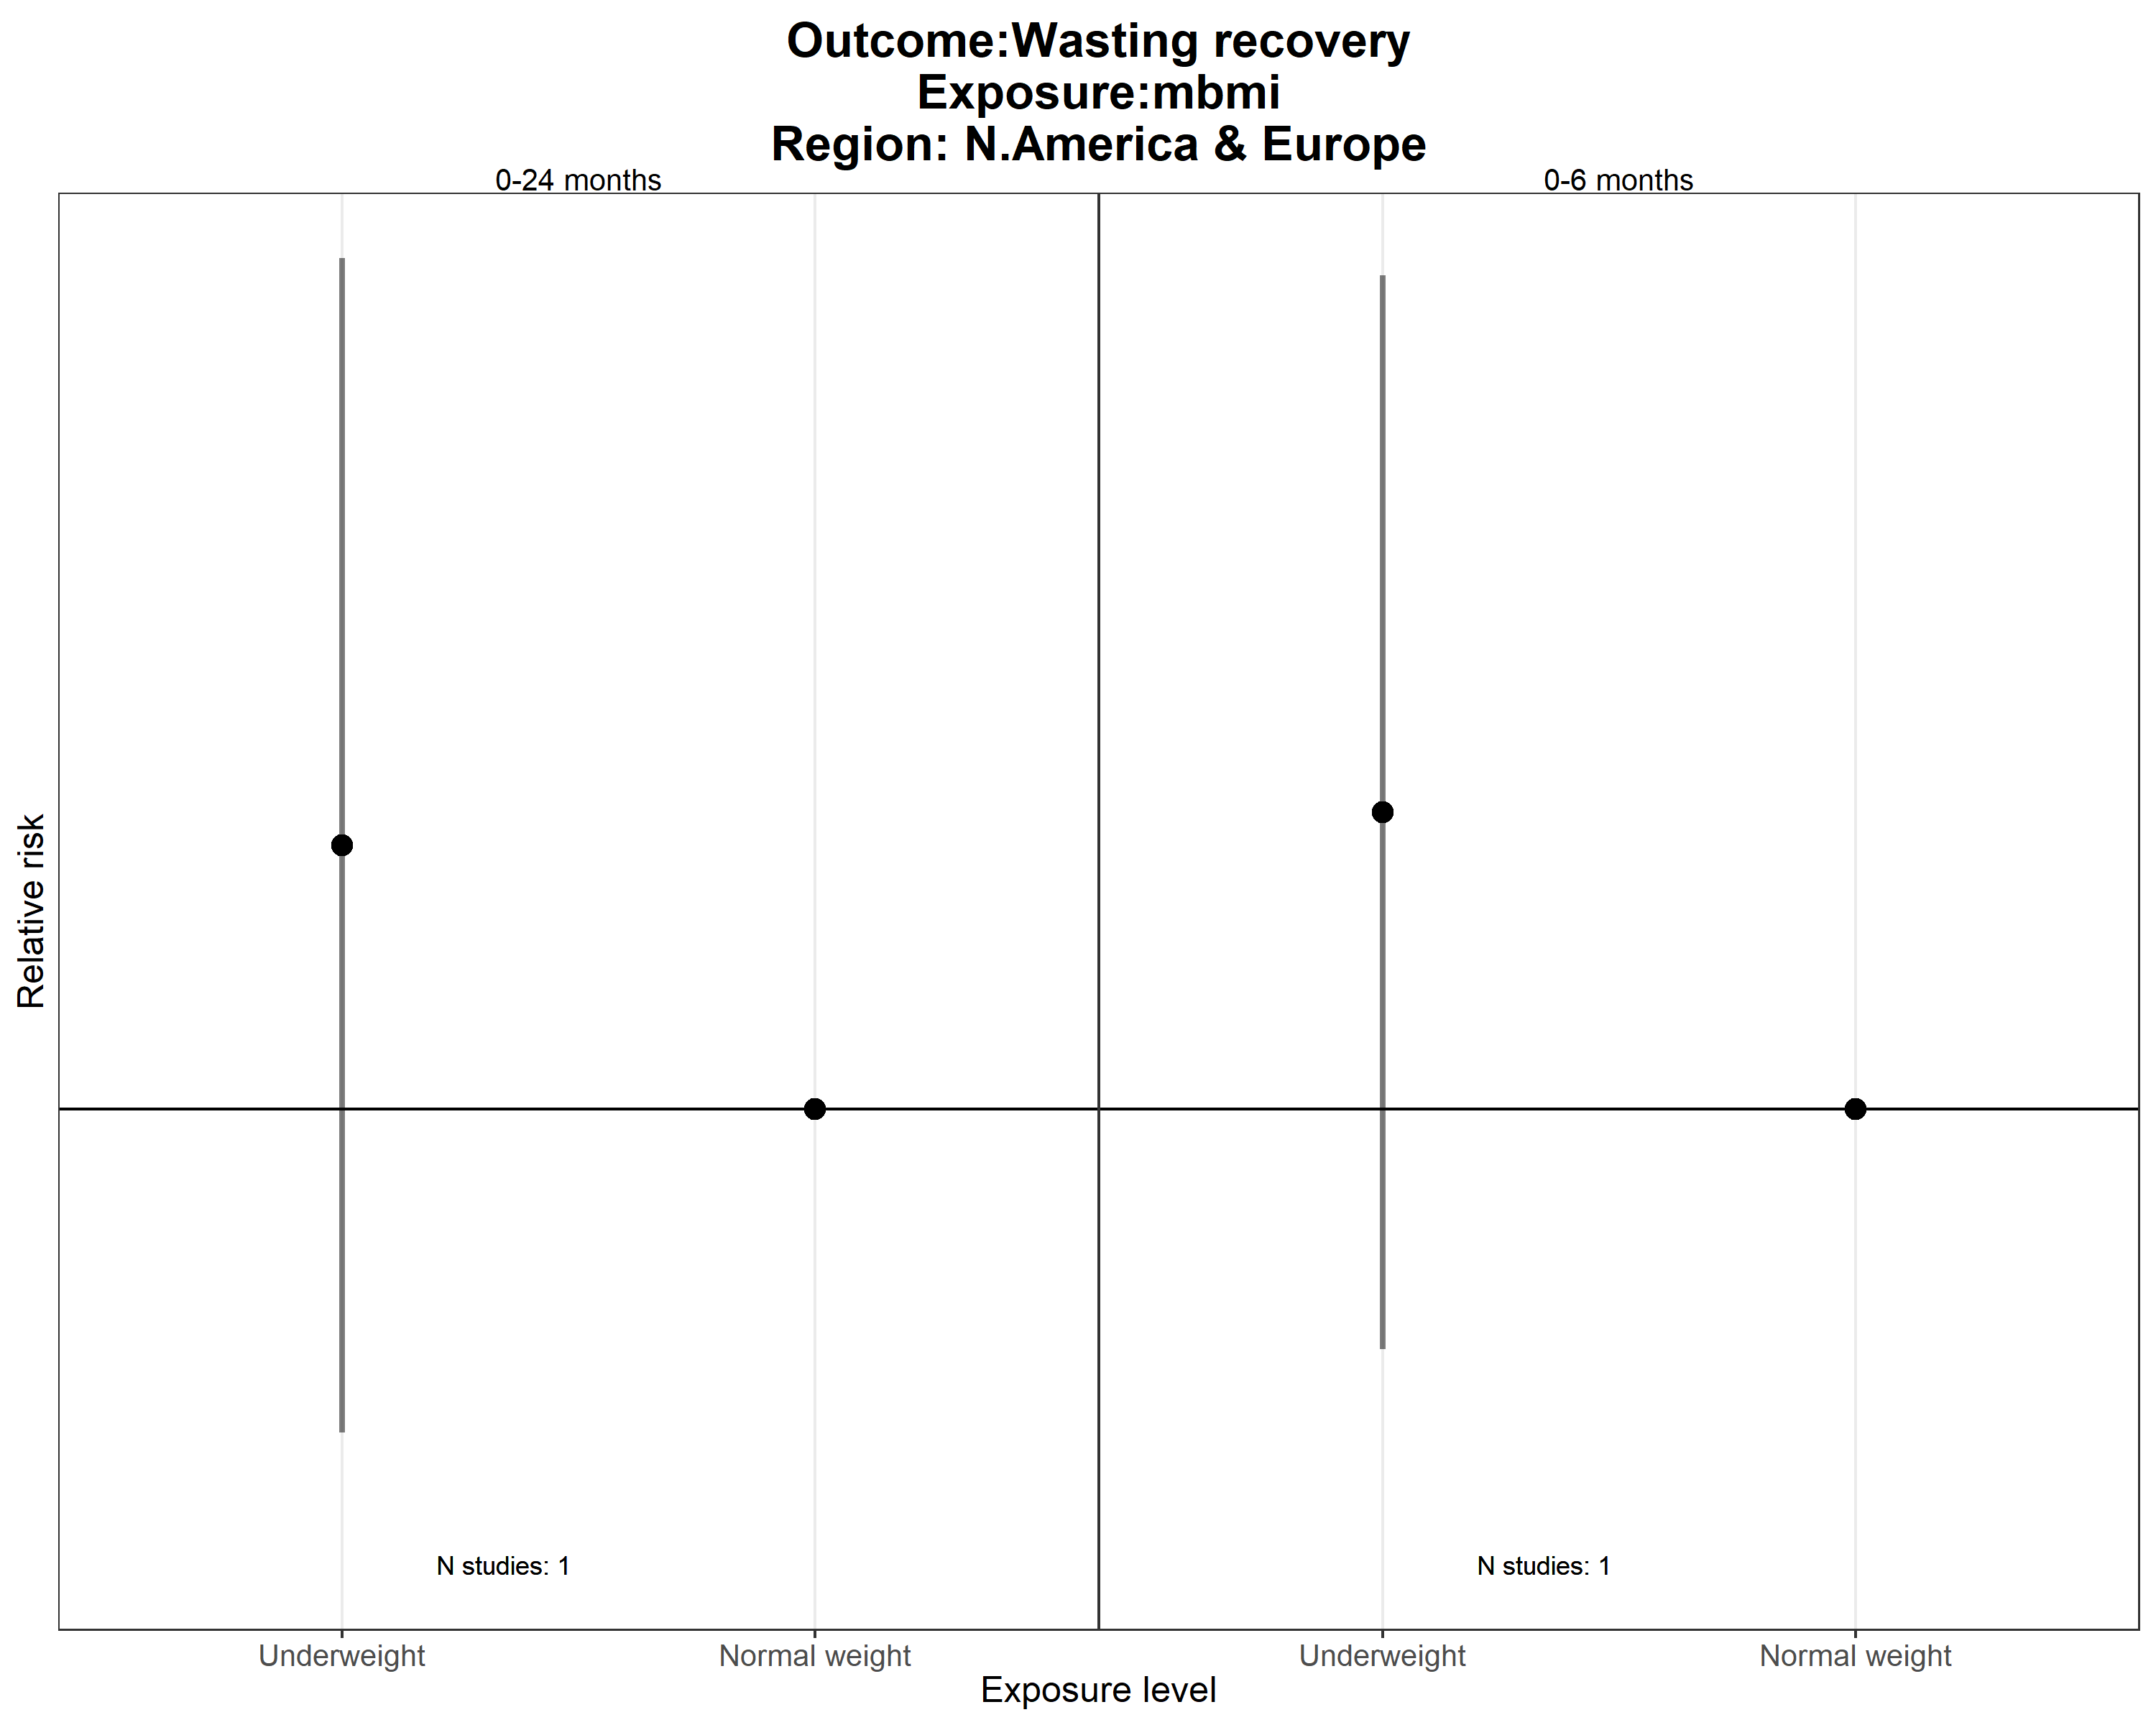 Outcome:Wasting recovery
Exposure:mbmi
Region: N.America & Europe
0-24 months
0-6 months
Relative risk
N studies: 1
N studies: 1
Underweight
Normal weight
Underweight
Normal weight
Exposure level